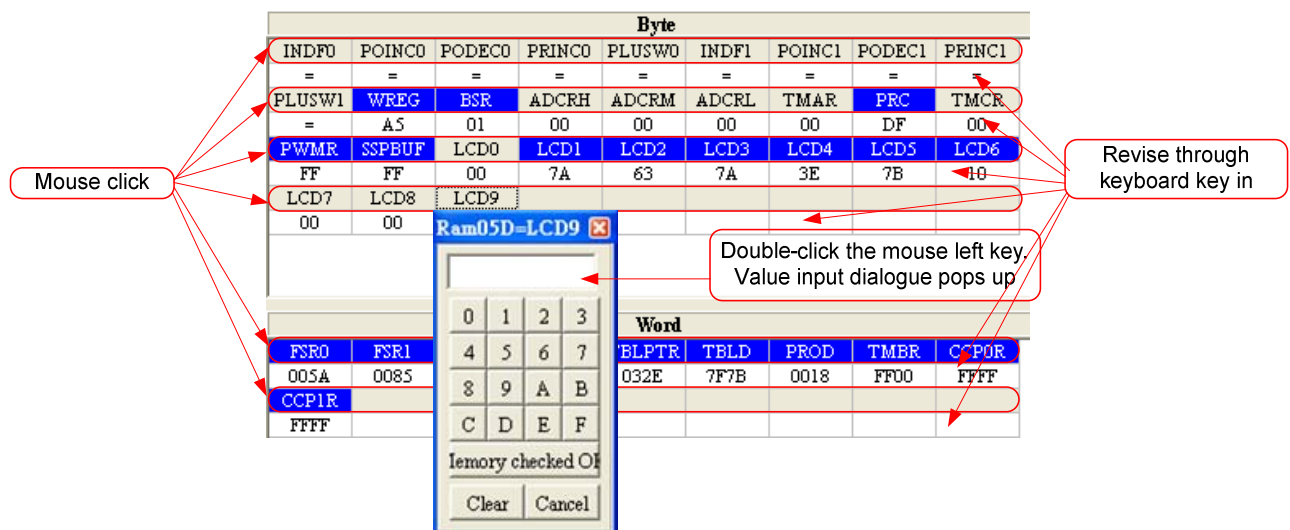 Byte
INDF0 POINC0 PODEC0 PRINC0 PLUSW0 INDF1 POINC1 PODEC1 PRINC1
= = = = = = = = =
PLUSW1 WREG BSR ADCRH ADCRM ADCRL TMAR PRC TMCR
= A5 01 00 00 00 00 DF 00
PWMR SSPBUF LCD0 LCD1 LCD2 LCD3 LCD4 LCD5 LCD6
FF FF 00 7A 63 7A 3E 7B 10
LCD7 LCD8 LCD9
00 00
Mouse click
Revise through
keyboard key in
Ram05D=LCD9
Double-click the mouse left key.
Value input dialogue pops up
0 1 2 3
4 5 6 7
8 9 A B
C D E F
lemory checked O
Clear Cancel
Word
FSR0 FSR1 BLPTR TBLD PROD TMBR CCP0R
005A 0085 032E 7F7B 0018 FF00 FFFF
CCP1R
FFFF